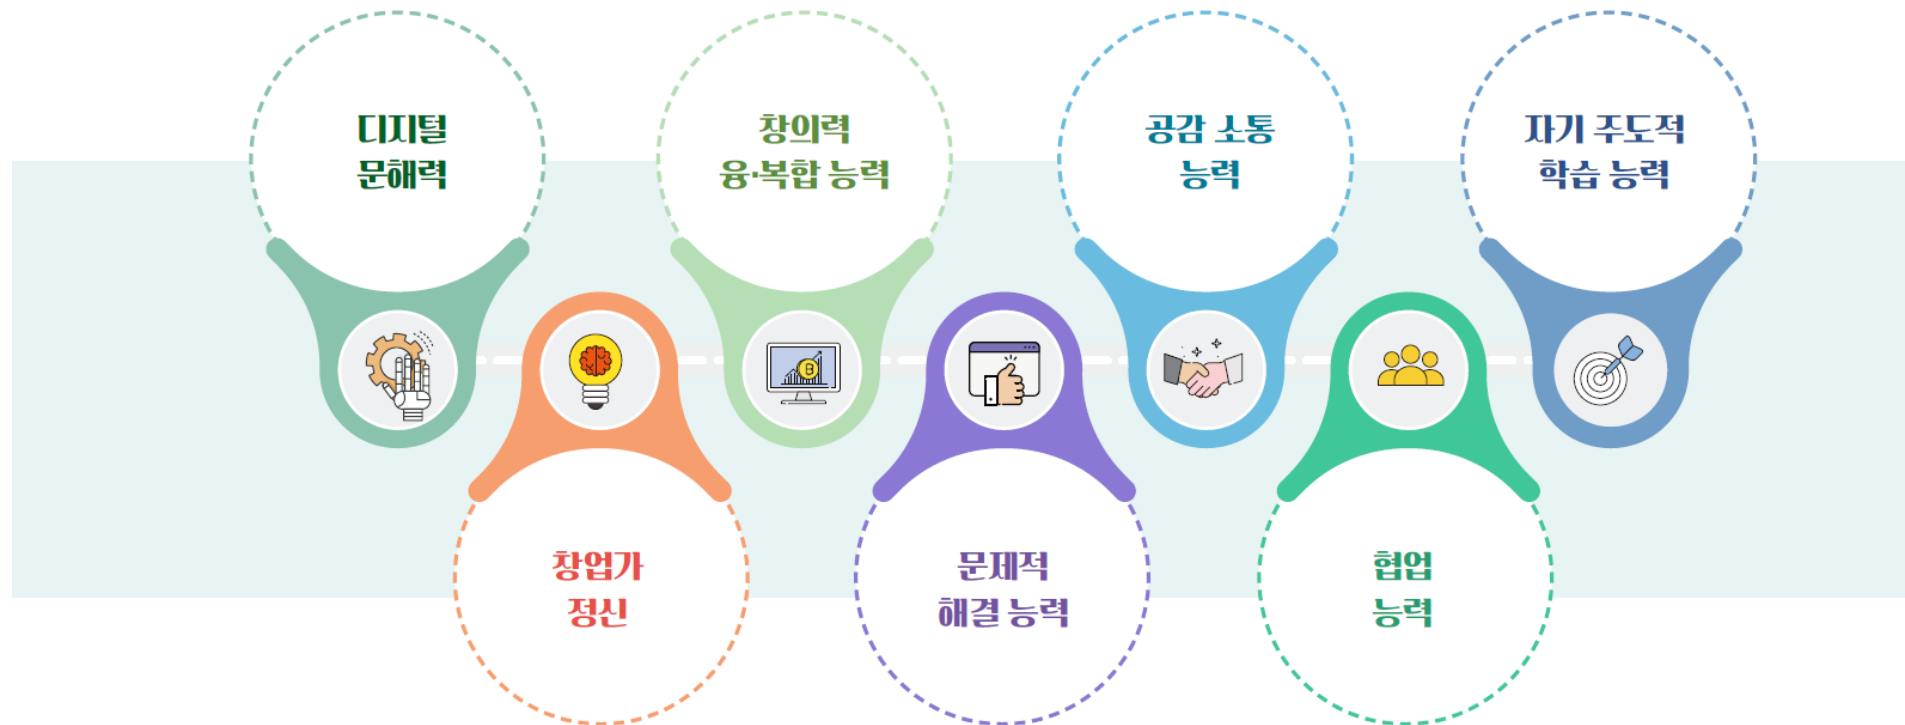 디지털
문해력
창의력
융·복합 능력
공감 소통
능력
자기 주도적
학습 능력
창업가
정신
문제적
해결 능력
협업
능력